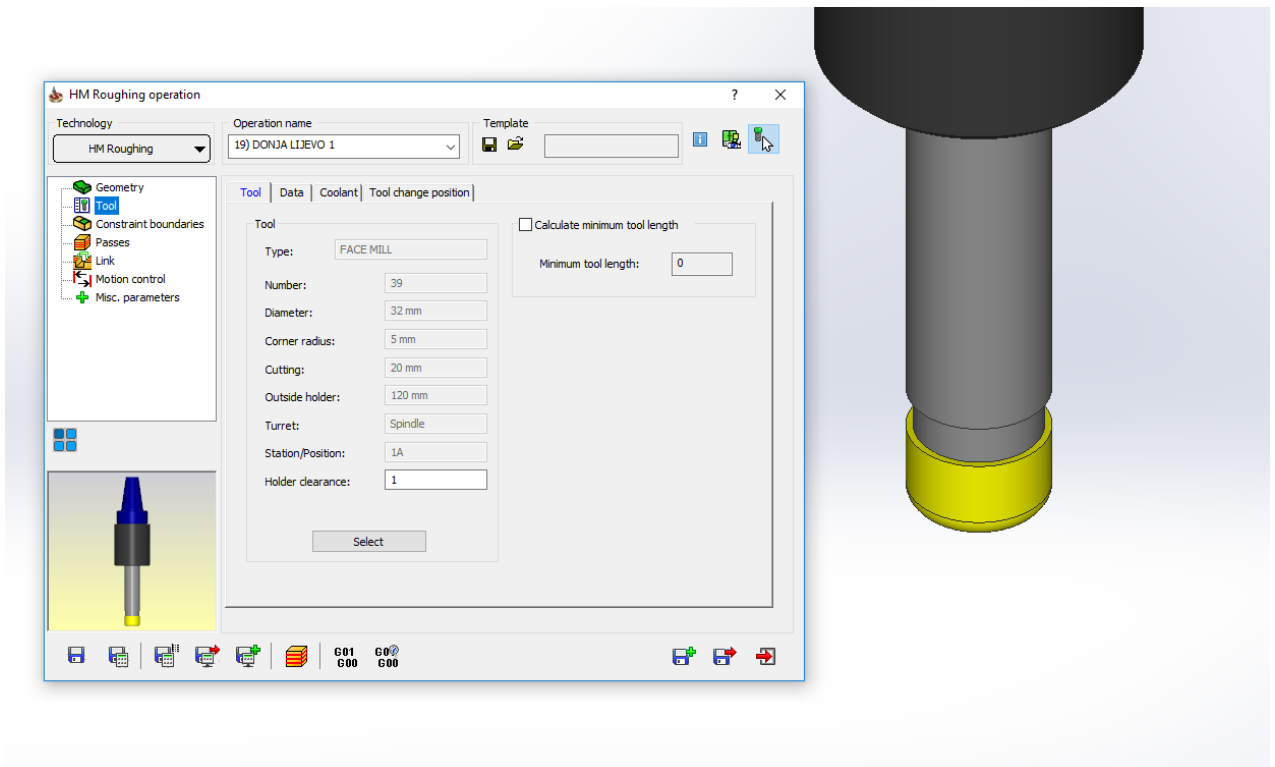 HM Roughing operation ?
Technology
HM Roughing
Operation name
19) DONJA LIJEVO 1
Template
Geometry
Tool
Constraint boundaries
Passes
Link
Motion control
Misc. parameters
Tool Data Coolant Tool change position
Tool
Type: FACE MILL
Number: 39
Diameter: 32 mm
Corner radius: 5 mm
Cutting: 20 mm
Outside holder: 120 mm
Turret: Spindle
Station/Position: 1A
Holder clearance: 1
Select
Calculate minimum tool length
Minimum tool length: 0
G01
G00
G0
G00